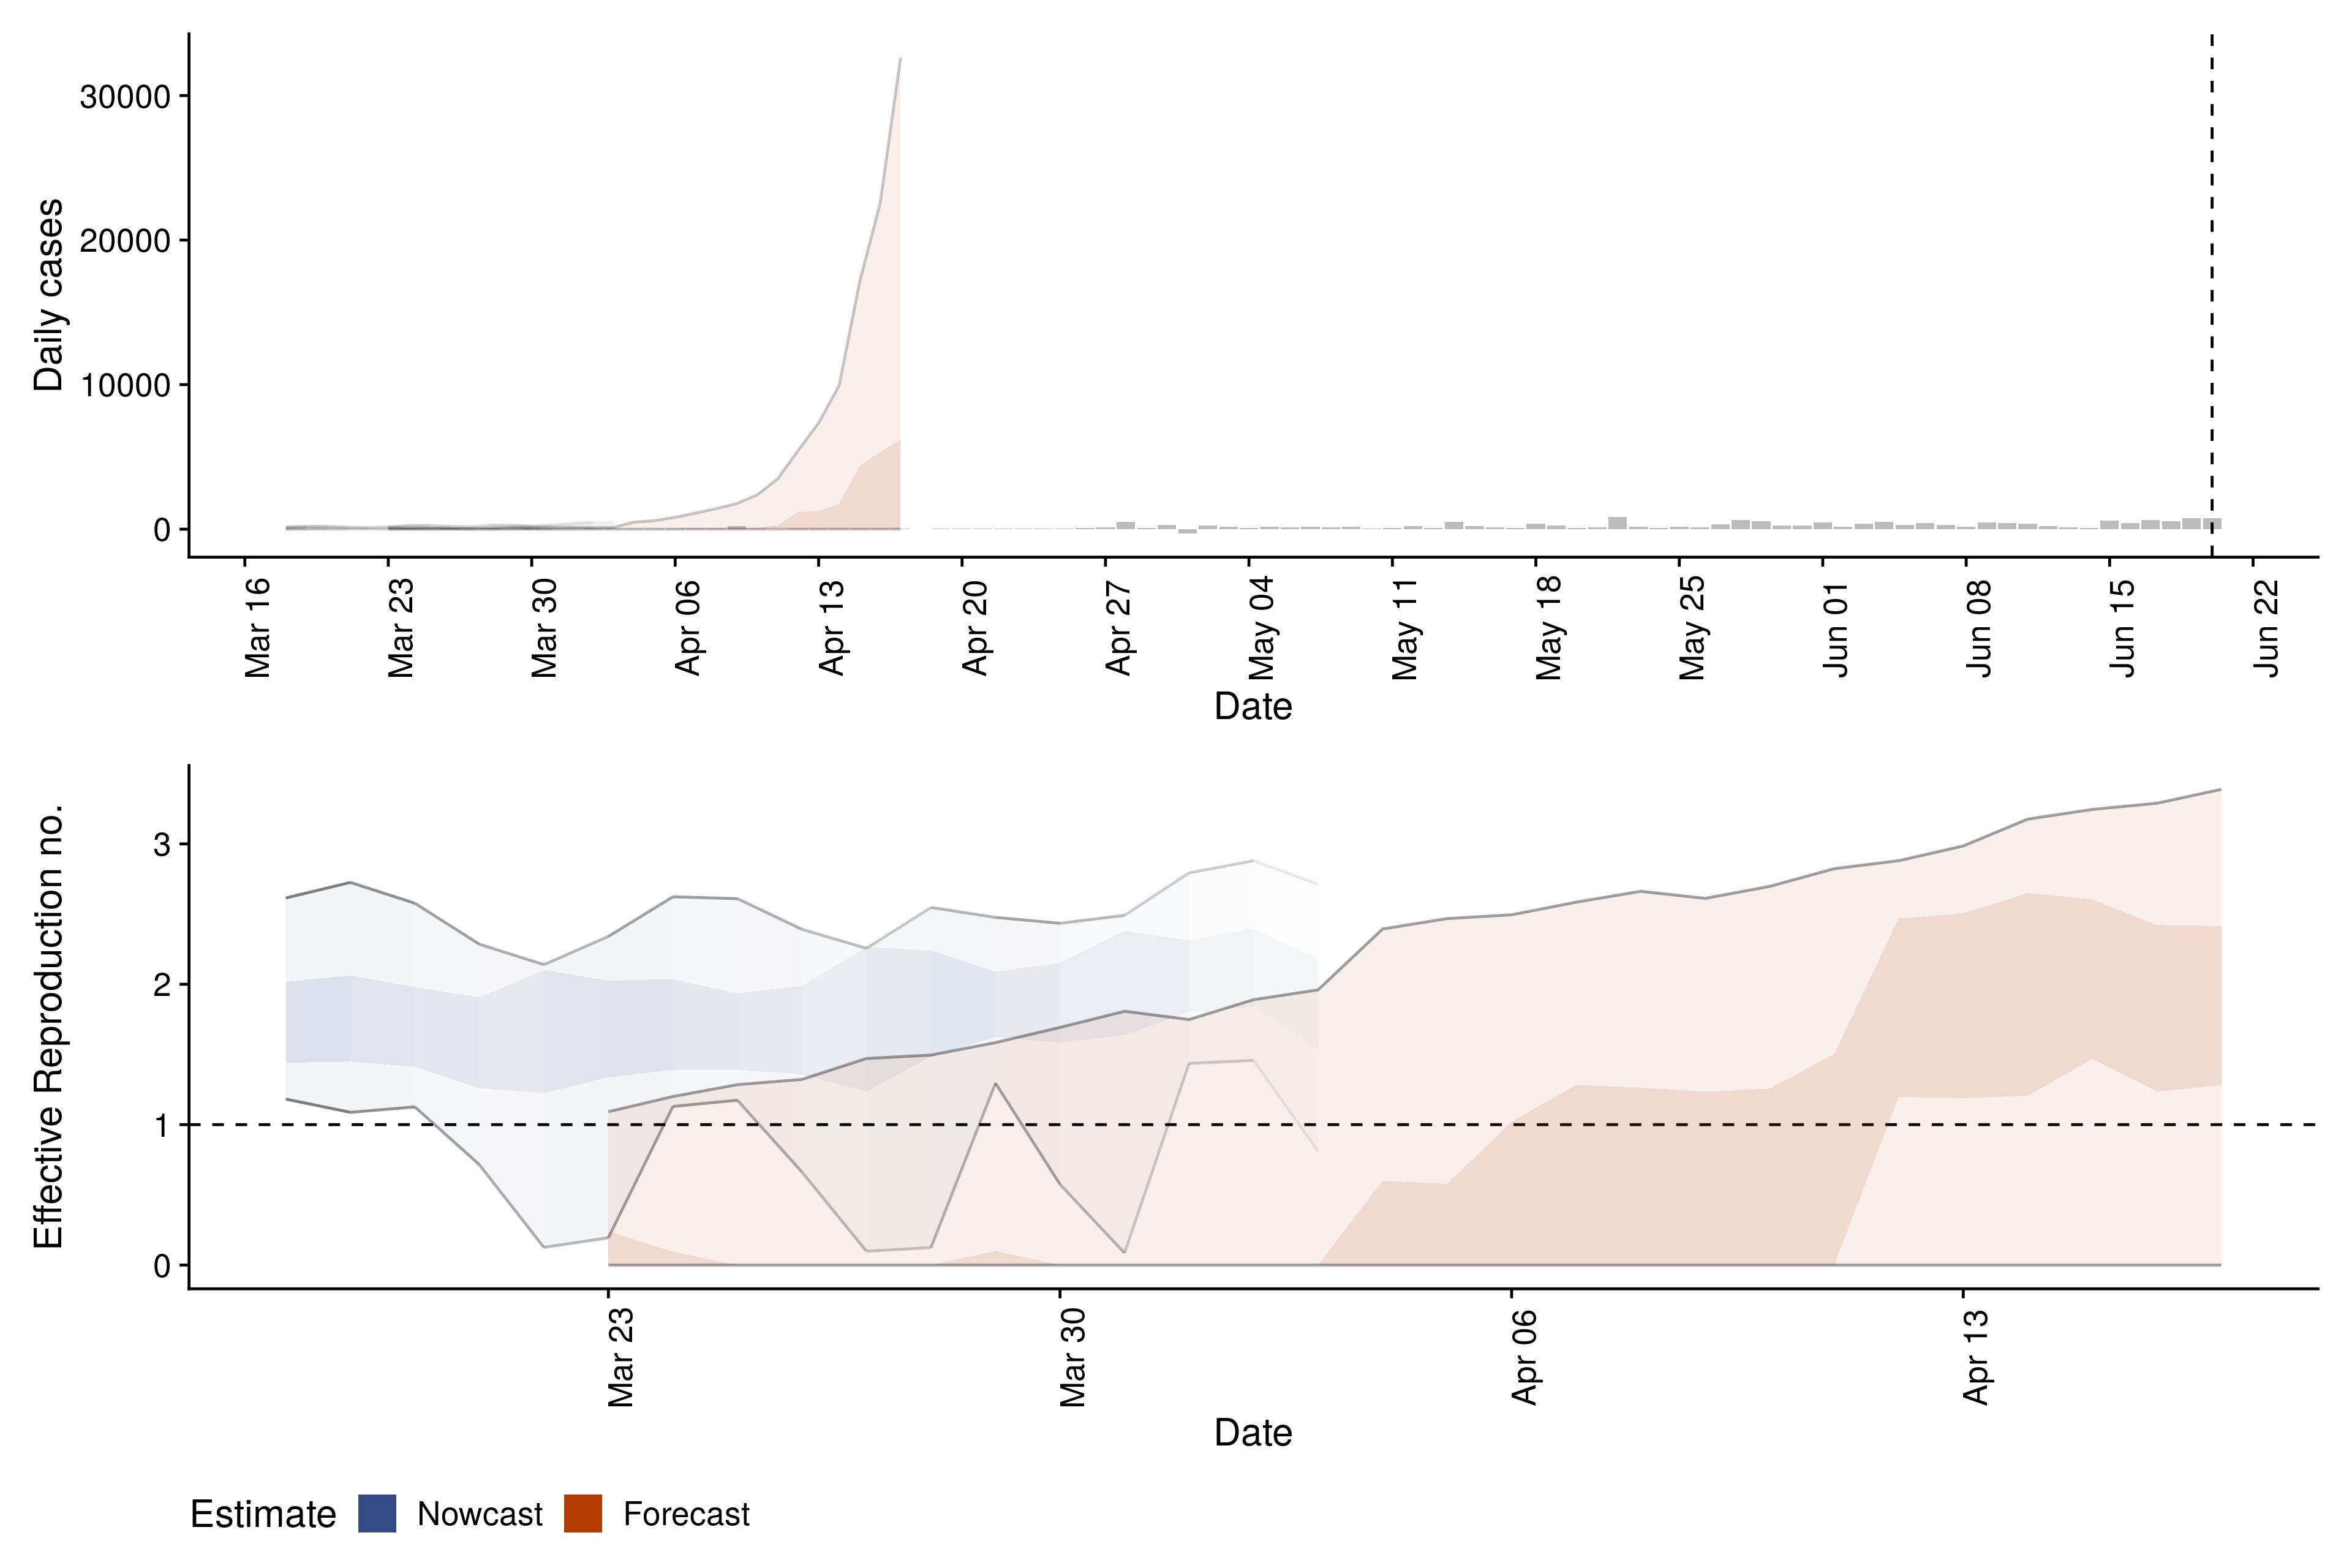 Daily cases
30000
20000
10000
0
Mar 16
Mar 23
Mar 30
Apr 06
Apr 13
Apr 20
Apr 27
May 04
May 11
May 18
May 25
Jun 01
Jun 08
Jun 15
Jun 22
Date
Effective Reproduction no.
3
2
1
0
Mar 23
Mar 30
Apr 06
Apr 13
Date
Estimate Nowcast Forecast